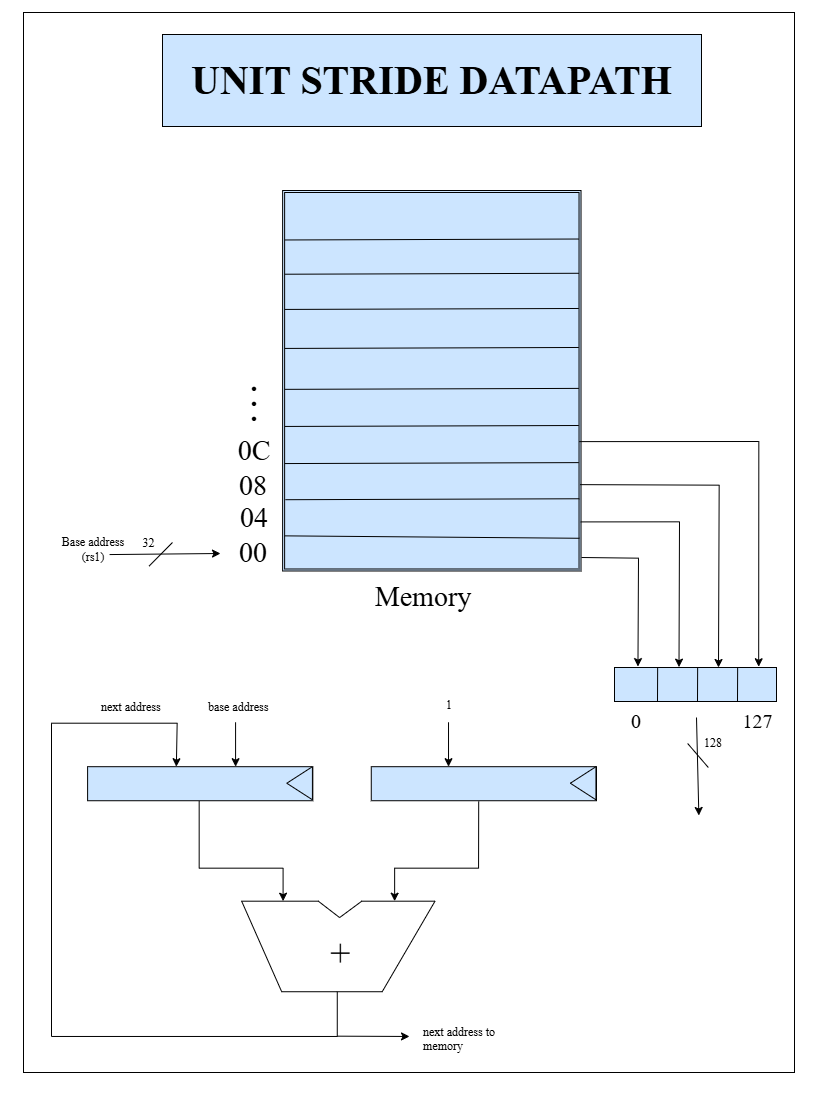 UNIT STRIDE DATAPATH
0C
08
04
00
Base address
(rs1)
32
Memory
0
127
128
next address
base address
1
+
next address to
memory